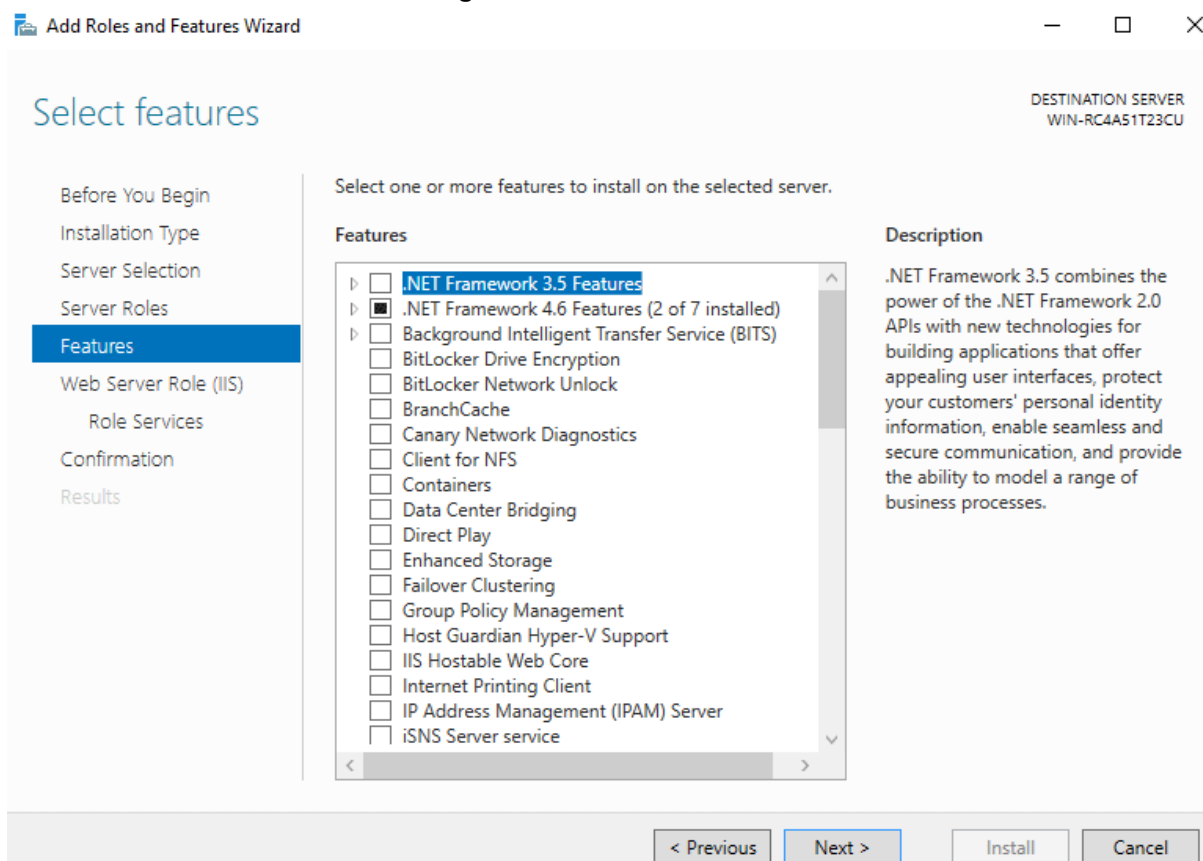 Add Roles and Features Wizard
Select features
DESTINATION SERVER
WIN-RC4A51T23CU
Before You Begin
Installation Type
Server Selection
Server Roles
Features
Web Server Role (IIS)
Role Services
Confirmation
Results
Select one or more features to install on the selected server.
Features
.NET Framework 3.5 Features
.NET Framework 4.6 Features (2 of 7 installed)
Background Intelligent Transfer Service (BITS)
BitLocker Drive Encryption
BitLocker Network Unlock
BranchCache
Canary Network Diagnostics
Client for NFS
Containers
Data Center Bridging
Direct Play
Enhanced Storage
Failover Clustering
Group Policy Management
Host Guardian Hyper-V Support
IIS Hostable Web Core
Internet Printing Client
IP Address Management (IPAM) Server
iSNS Server service
Description
.NET Framework 3.5 combines the
power of the .NET Framework 2.0
APIs with new technologies for
building applications that offer
appealing user interfaces, protect
your customers' personal identity
information, enable seamless and
secure communication, and provide
the ability to model a range of
business processes.
< Previous
Next >
Install
Cancel